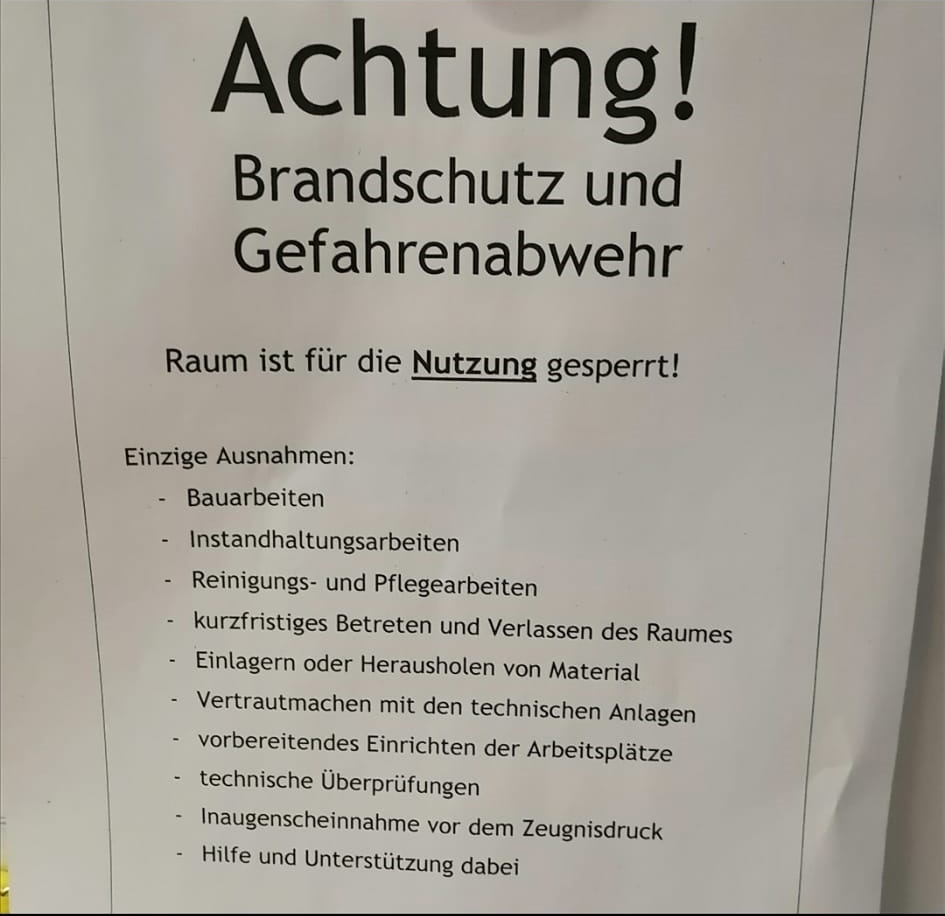 Achtung!
Brandschutz und
Gefahrenabwehr
Raum ist für die Nutzung gesperrt!
Einzige Ausnahmen:
- Bauarbeiten
- Instandhaltungsarbeiten
- Reinigungs- und Pflegearbeiten
- kurzfristiges Betreten und Verlassen des Raumes
- Einlagern oder Herausholen von Material
- Vertrautmachen mit den technischen Anlagen
- vorbereitendes Einrichten der Arbeitsplätze
- technische Überprüfungen
- Inaugenscheinnahme vor dem Zeugnisdruck
- Hilfe und Unterstützung dabei